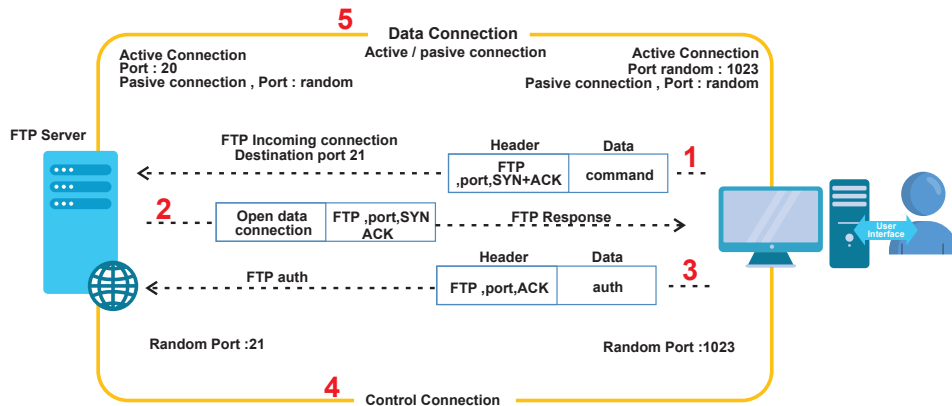 5
Data Connection
Active / pasive connection
Active Connection
Port : 20
Pasive connection , Port : random
Active Connection
Port random : 1023
Pasive connection , Port : random
FTP Server
FTP Incoming connection
Destination port 21
Header
Data
FTP
,port,SYN+ACK
command
1
2
Open data
connection
FTP ,port,SYN
ACK
FTP Response
User
Interface
FTP auth
Header
Data
FTP ,port,ACK
auth
3
Random Port :21
Random Port :1023
4
Control Connection